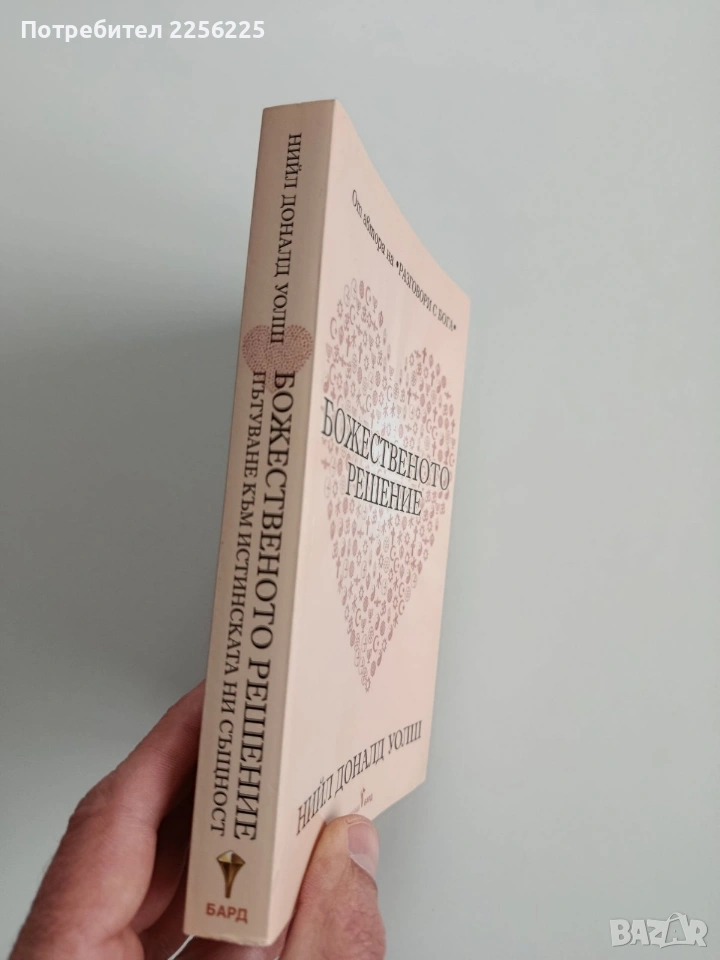 Потребител 2256225
НИЙЛ ДОНАЛД УОЛШ
БОЖЕСТВЕНОТО РЕШЕНИЕ
ПЪТУВАНЕ КЪМ ИСТИНСКАТА НИ СЪЩНОСТ
БАРД
От автора на •РАЗГОВОРИ С БОГА•
БОЖЕСТВЕНОТО
РЕШЕНИЕ
НИЙЛ ДОНАЛД УОЛШ
BAZAR